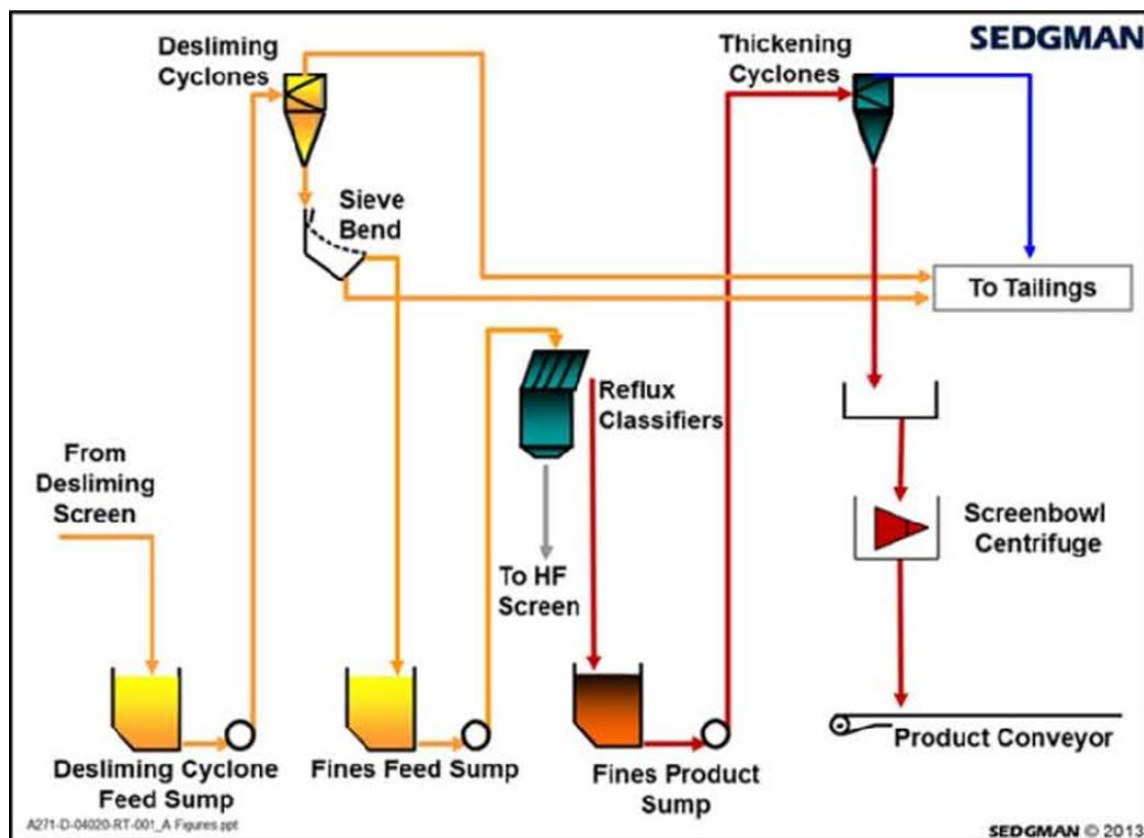 Desliming
Cyclones
Thickening
Cyclones
SEDGMAN
Sieve
Bend
To Tailings
Reflux
Classifiers
From
Desliming
Screen
Screenbowl
Centrifuge
To HF
Screen
Product Conveyor
Desliming Cyclone
Feed Sump
Fines Feed Sump
Fines Product
Sump
A271-D-04020-RT-001_A Figures.ppt
SEDGMAN © 2013